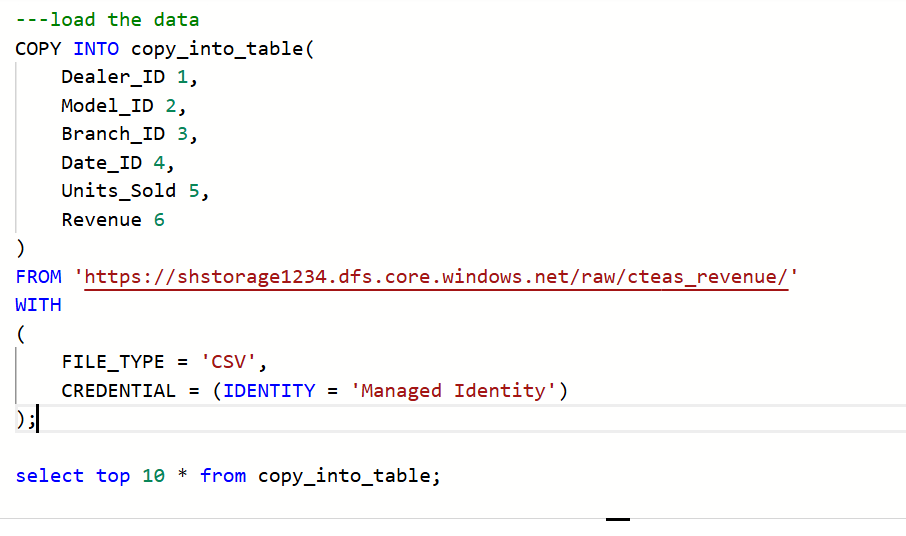 ---load the data
COPY INTO copy_into_table(
Dealer_ID 1,
Model_ID 2,
Branch_ID 3,
Date_ID 4,
Units_Sold 5,
Revenue 6
)
FROM 'https://shstorage1234.dfs.core.windows.net/raw/cteas_revenue/'
WITH
(
FILE_TYPE = 'CSV',
CREDENTIAL = (IDENTITY = 'Managed Identity')
);
select top 10 * from copy_into_table;